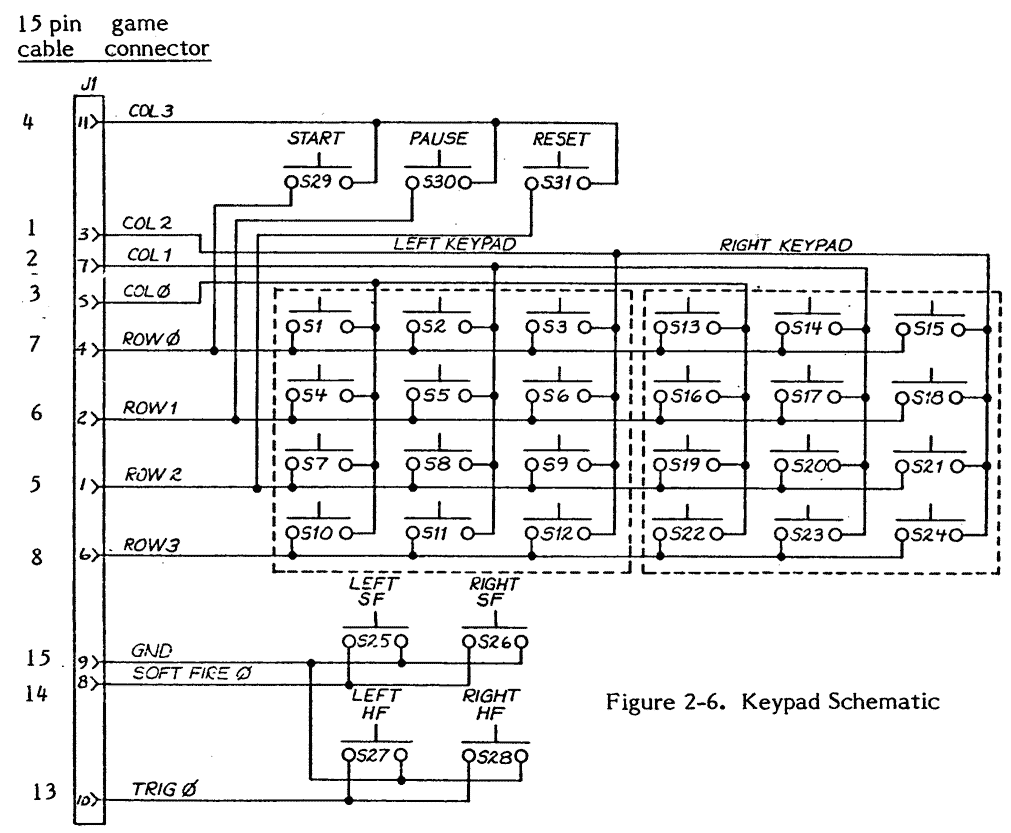 15 pin game
cable connector
J1
4 11 COL 3
START PAUSE RESET
S29 S30 S31
1 3 COL 2
LEFT KEYPAD RIGHT KEYPAD
2 7 COL 1
3 5 COL Ø
S1 S2 S3 S13 S14 S15
7 4 ROW Ø
S4 S5 S6 S16 S17 S18
6 2 ROW 1
S7 S8 S9 S19 S20 S21
5 1 ROW 2
S10 S11 S12 S22 S23 S24
8 6 ROW 3
LEFT SF RIGHT SF
S25 S26
15 9 GND
14 8 SOFT FIRE Ø
LEFT HF RIGHT HF
Figure 2-6. Keypad Schematic
S27 S28
13 10 TRIG Ø